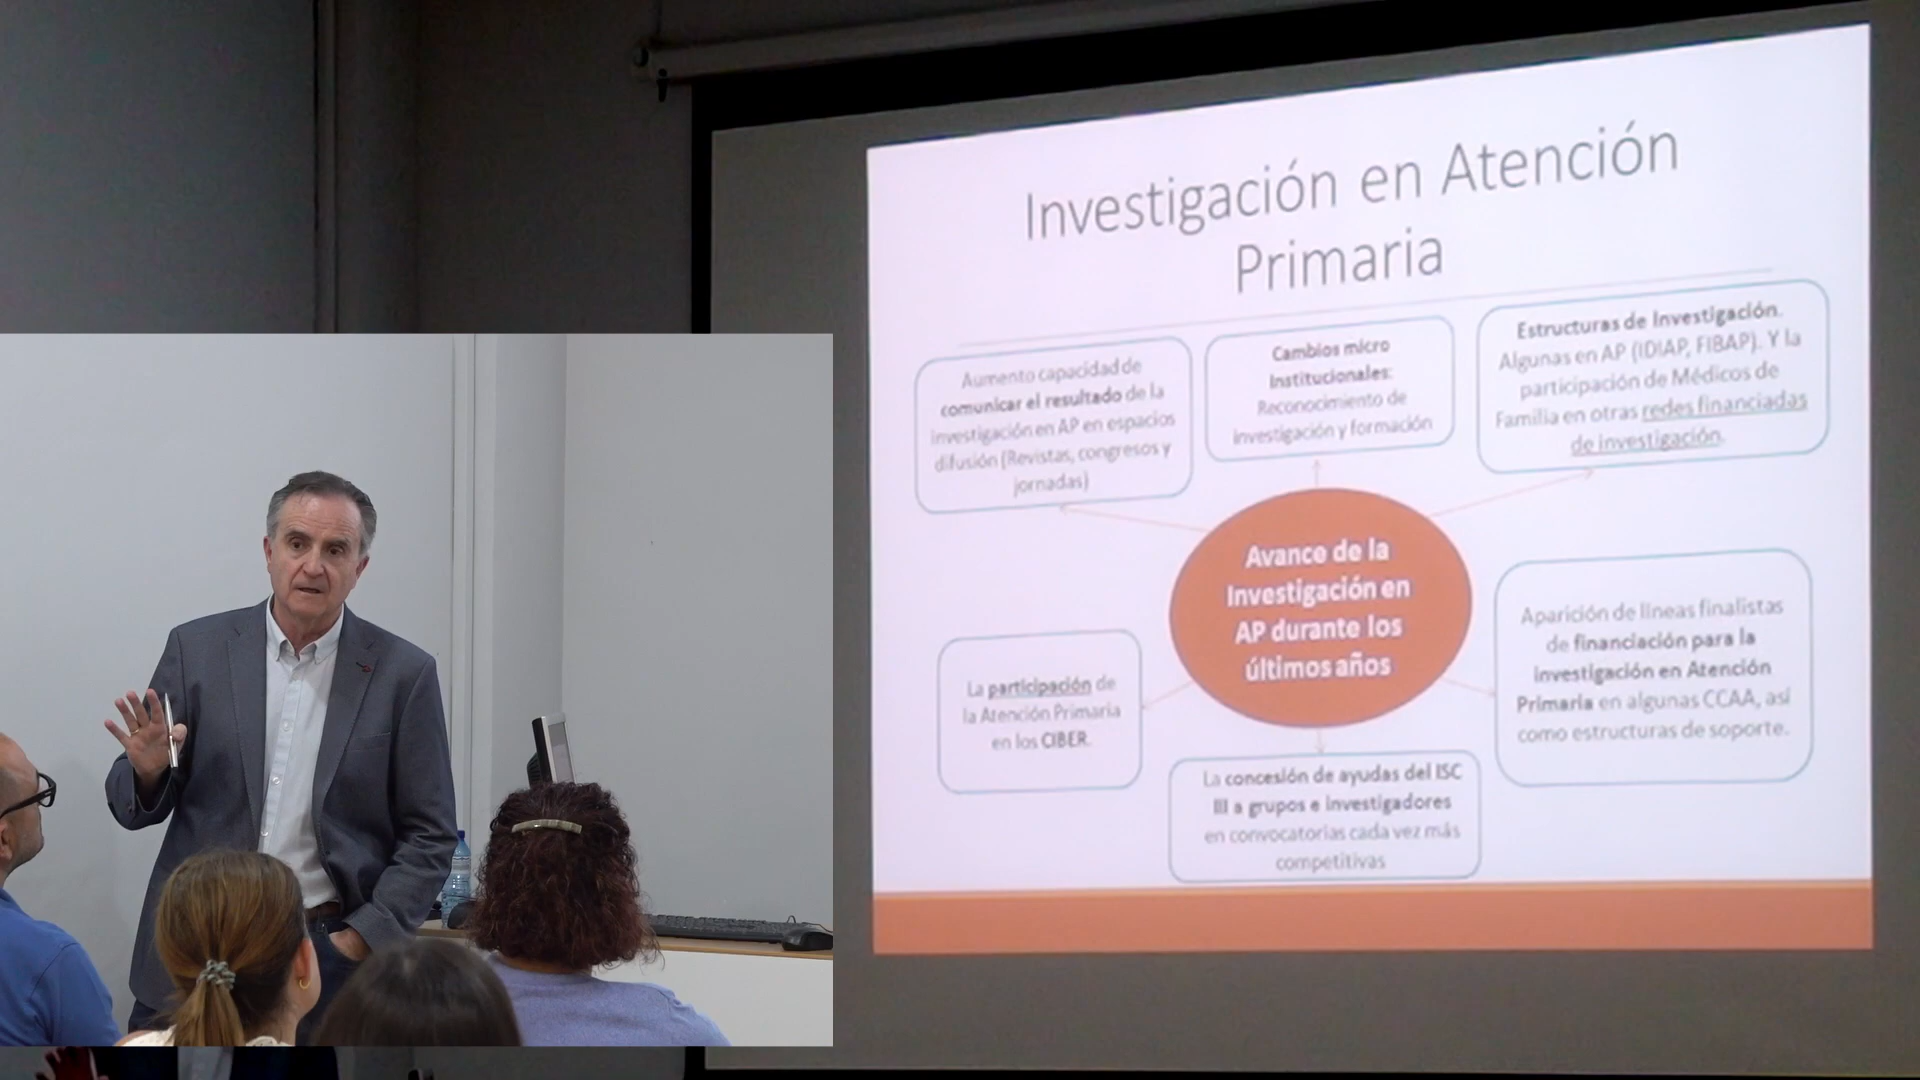 Investigación en Atención
Primaria
Aumento capacidad de
comunicar el resultado de la
investigación en AP en espacios
difusión (Revistas, congresos y
jornadas)
Cambios micro
Institucionales:
Reconocimiento de
investigación y formación
Estructuras de Investigación.
Algunas en AP (IDIAP, FIBAP). Y la
participación de Médicos de
Familia en otras redes financiadas
de investigación.
Avance de la
Investigación en
AP durante los
últimos años
La participación de
la Atención Primaria
en los CIBER.
Aparición de líneas finalistas
de financiación para la
investigación en Atención
Primaria en algunas CCAA, así
como estructuras de soporte.
La concesión de ayudas del ISC
III a grupos e investigadores
en convocatorias cada vez más
competitivas